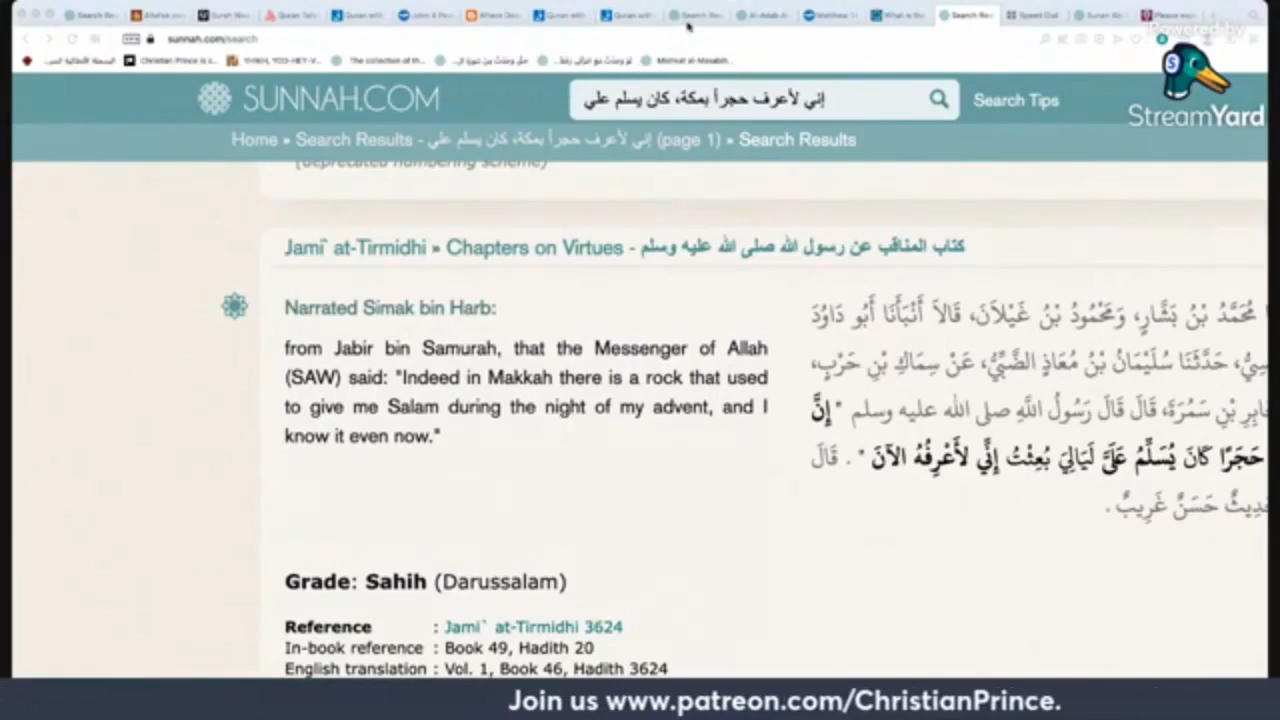 Powered by
StreamYard
sunnah.com/search
SUNNAH.COM
إني لأعرف حجراً بمكة، كان يسلم علي
Search Tips
Home » Search Results - إني لأعرف حجراً بمكة، كان يسلم علي (page 1) » Search Results
(deprecated numbering scheme)
Jami` at-Tirmidhi » Chapters on Virtues - كتاب المناقب عن رسول الله صلى الله عليه وسلم
Narrated Simak bin Harb:
from Jabir bin Samurah, that the Messenger of Allah
(SAW) said: "Indeed in Makkah there is a rock that used
to give me Salam during the night of my advent, and I
know it even now."
مُحَمَّدُ بْنُ بَشَّارٍ، وَمَحْمُودُ بْنُ غَيْلاَنَ، قَالاَ أَنْبَأَنَا أَبُو دَاوُدَ
حَدَّثَنَا سُلَيْمَانُ بْنُ مُعَاذٍ الضَّبِّيُّ، عَنْ سِمَاكِ بْنِ حَرْبٍ،
بْنِ سَمُرَةَ، قَالَ قَالَ رَسُولُ اللَّهِ صلى الله عليه وسلم " إِنَّ
حَجَرًا كَانَ يُسَلِّمُ عَلَىَّ لَيَالِيَ بُعِثْتُ إِنِّي لأَعْرِفُهُ الآنَ " . قَالَ
حَسَنٌ غَرِيبٌ .
Grade: Sahih (Darussalam)
Reference : Jami` at-Tirmidhi 3624
In-book reference : Book 49, Hadith 20
English translation : Vol. 1, Book 46, Hadith 3624
Join us www.patreon.com/ChristianPrince.